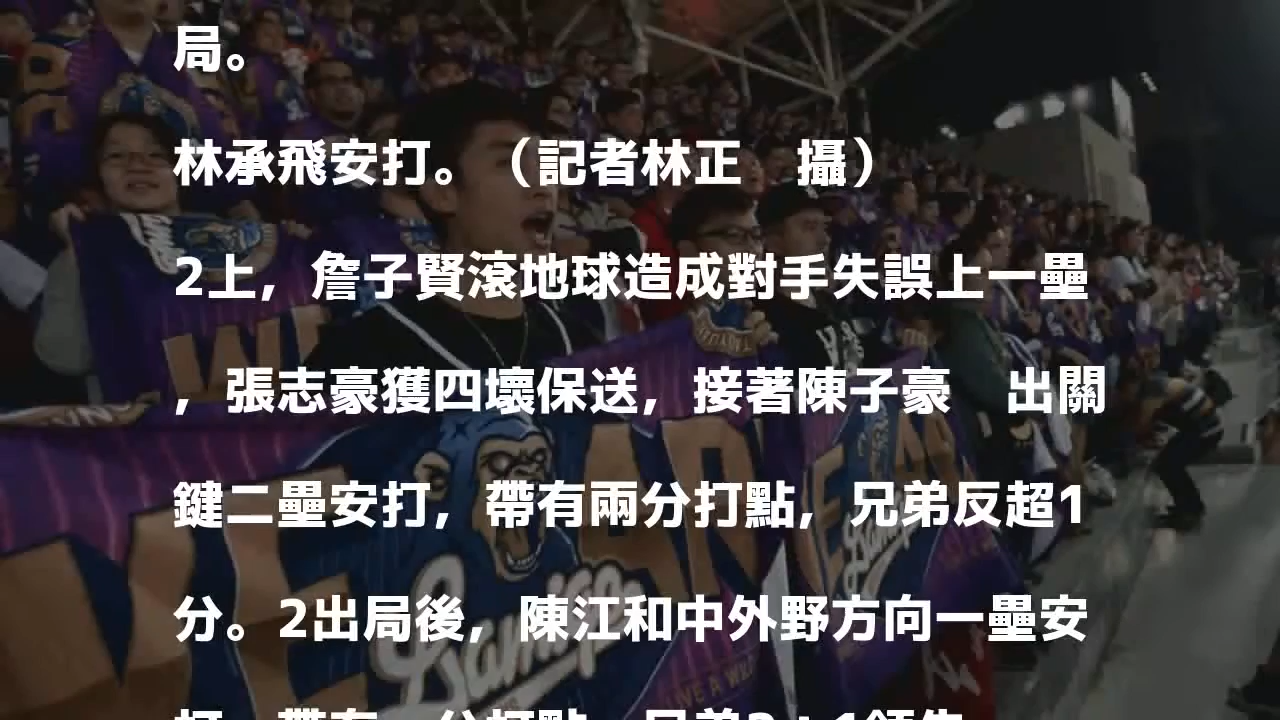 局。
林承飛安打。（記者林正　攝）
2上，詹子賢滾地球造成對手失誤上一壘
，張志豪獲四壞保送，接著陳子豪　出關
鍵二壘安打，帶有兩分打點，兄弟反超1
分。2出局後，陳江和中外野方向一壘安
WE ARE
Lamigo